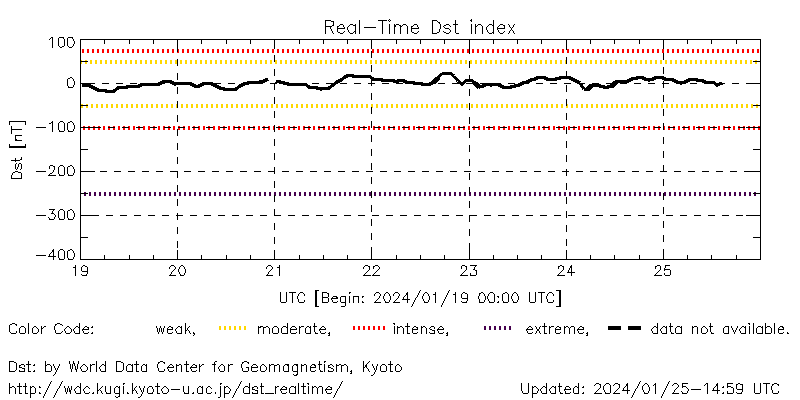 Real-Time Dst index
100
0
-100
-200
-300
-400
Dst [nT]
19 20 21 22 23 24 25
UTC [Begin: 2024/01/19 00:00 UTC]
Color Code: weak, moderate, intense, extreme, data not available.
Dst: by World Data Center for Geomagnetism, Kyoto
http://wdc.kugi.kyoto-u.ac.jp/dst_realtime/ Updated: 2024/01/25-14:59 UTC